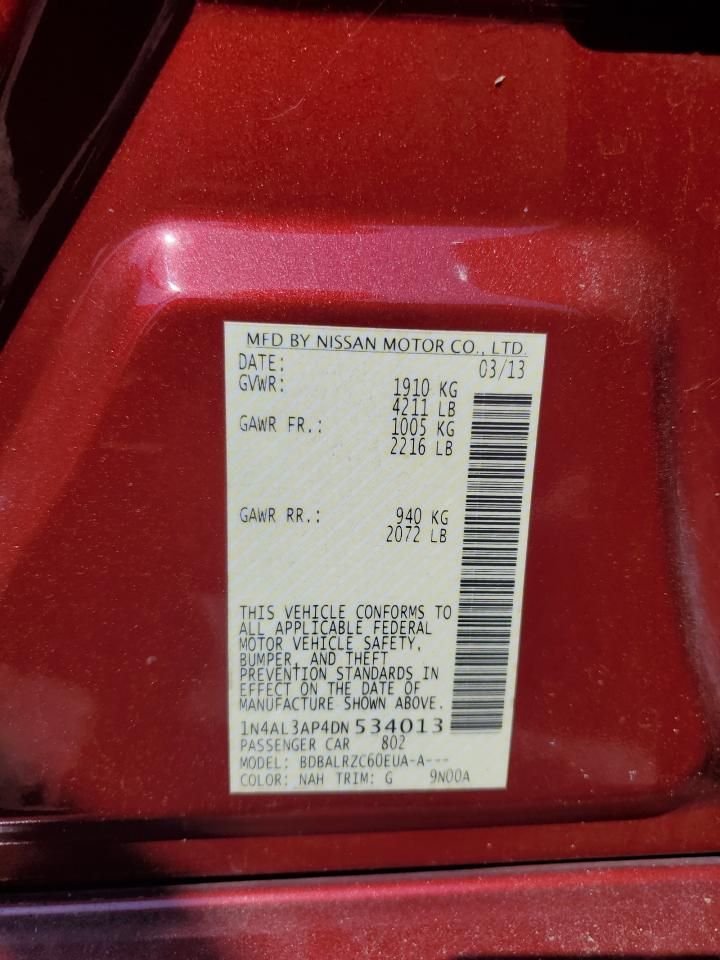 MFD BY NISSAN MOTOR CO., LTD.
DATE: 03/13
GVWR: 1910 KG
4211 LB
GAWR FR.: 1005 KG
2216 LB
GAWR RR.: 940 KG
2072 LB
THIS VEHICLE CONFORMS TO
ALL APPLICABLE FEDERAL
MOTOR VEHICLE SAFETY,
BUMPER, AND THEFT
PREVENTION STANDARDS IN
EFFECT ON THE DATE OF
MANUFACTURE SHOWN ABOVE.
1N4AL3AP4DN 534013
PASSENGER CAR 802
MODEL: BDBALRZC60EUA-A---
COLOR: NAH TRIM: G 9N00A